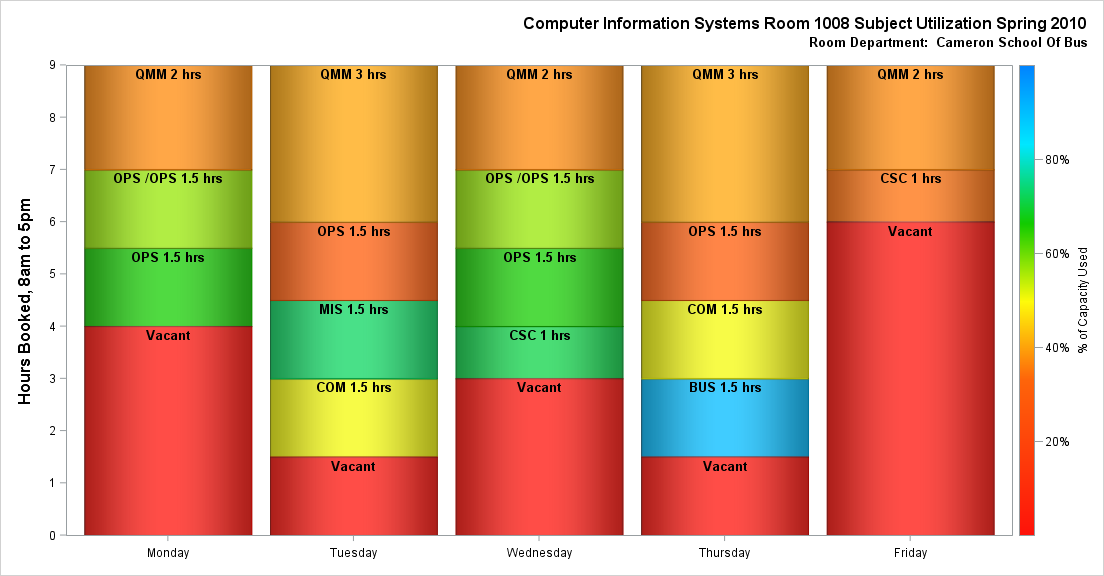 Computer Information Systems Room 1008 Subject Utilization Spring 2010
Room Department:  Cameron School Of Bus
Hours Booked, 8am to 5pm
9
8
7
6
5
4
3
2
1
0
QMM 2 hrs
OPS /OPS 1.5 hrs
OPS 1.5 hrs
Vacant
Monday
QMM 3 hrs
OPS 1.5 hrs
MIS 1.5 hrs
COM 1.5 hrs
Vacant
Tuesday
QMM 2 hrs
OPS /OPS 1.5 hrs
OPS 1.5 hrs
CSC 1 hrs
Vacant
Wednesday
QMM 3 hrs
OPS 1.5 hrs
COM 1.5 hrs
BUS 1.5 hrs
Vacant
Thursday
QMM 2 hrs
CSC 1 hrs
Vacant
Friday
80%
60%
40%
20%
% of Capacity Used